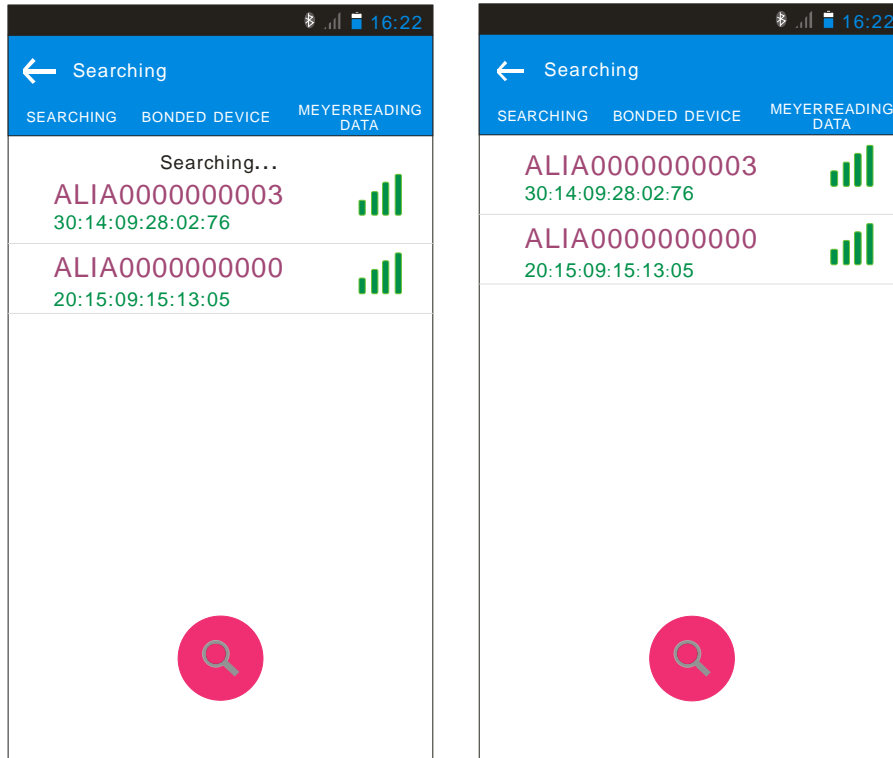 16:22
Searching
SEARCHING BONDED DEVICE MEYERREADING DATA
Searching...
ALIA0000000003
30:14:09:28:02:76
ALIA0000000000
20:15:09:15:13:05
16:22
Searching
SEARCHING BONDED DEVICE MEYERREADING DATA
ALIA0000000003
30:14:09:28:02:76
ALIA0000000000
20:15:09:15:13:05